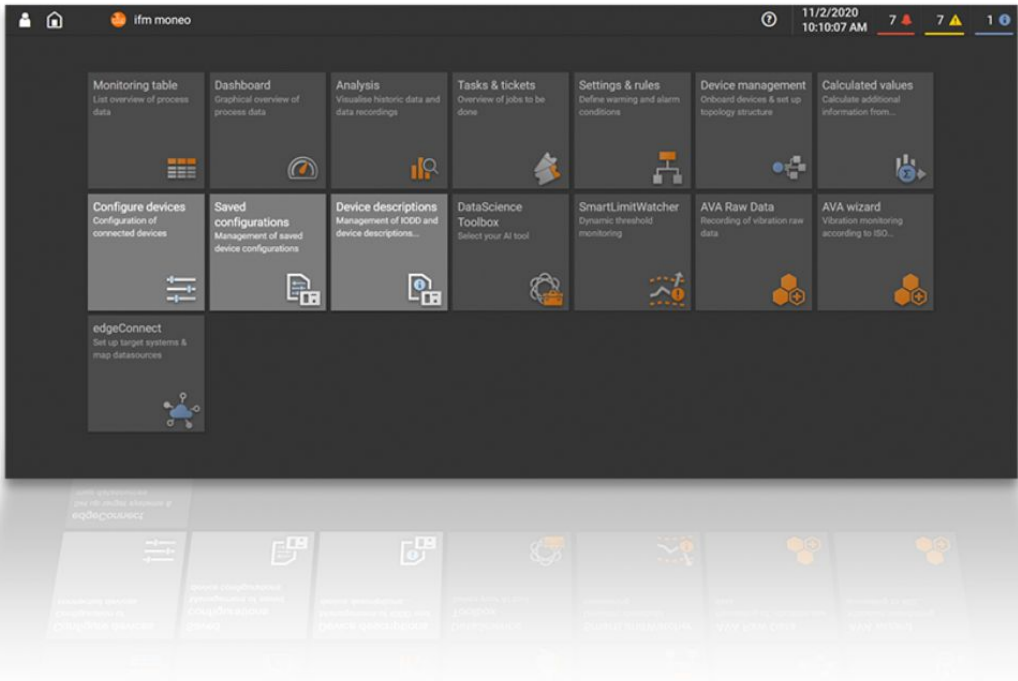 ifm moneo
11/2/2020
10:10:07 AM
7
7
1
Monitoring table
List overview of process
data
Dashboard
Graphical overview of
process data
Analysis
Visualise historic data and
data recordings
Tasks & tickets
Overview of jobs to be
done
Settings & rules
Define warning and alarm
conditions
Device management
Onboard devices & set up
topology structure
Calculated values
Calculate additional
information from...
Configure devices
Configuration of
connected devices
Saved
configurations
Management of saved
device configurations
Device descriptions
Management of IODD and
device descriptions...
DataScience
Toolbox
Select your AI tool
SmartLimitWatcher
Dynamic threshold
monitoring
AVA Raw Data
Recording of vibration raw
data
AVA wizard
Vibration monitoring
according to ISO...
edgeConnect
Set up target systems &
map datasources